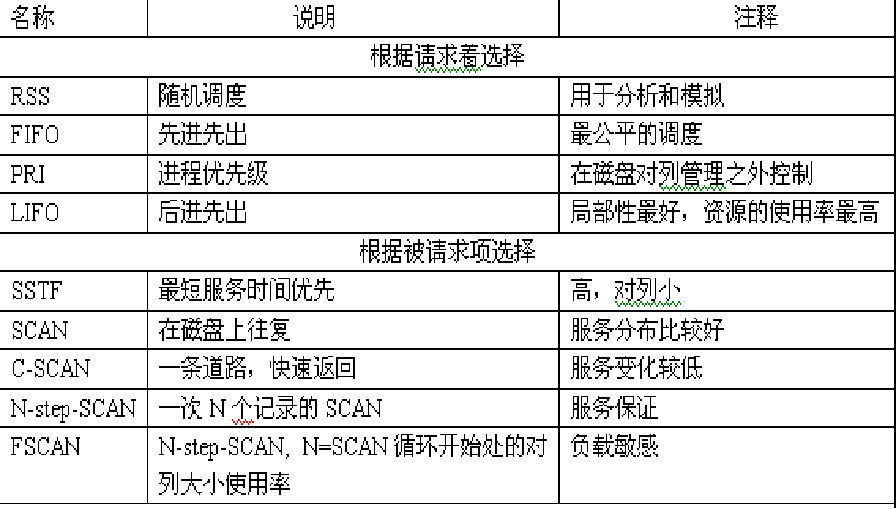 名称 说明 注释
根据请求着选择
RSS 随机调度 用于分析和模拟
FIFO 先进先出 最公平的调度
PRI 进程优先级 在磁盘对列管理之外控制
LIFO 后进先出 局部性最好，资源的使用率最高
根据被请求项选择
SSTF 最短服务时间优先 高，对列小
SCAN 在磁盘上往复 服务分布比较好
C-SCAN 一条道路，快速返回 服务变化较低
N-step-SCAN 一次 N 个记录的 SCAN 服务保证
FSCAN N-step-SCAN, N=SCAN 循环开始处的对 负载敏感
列大小使用率